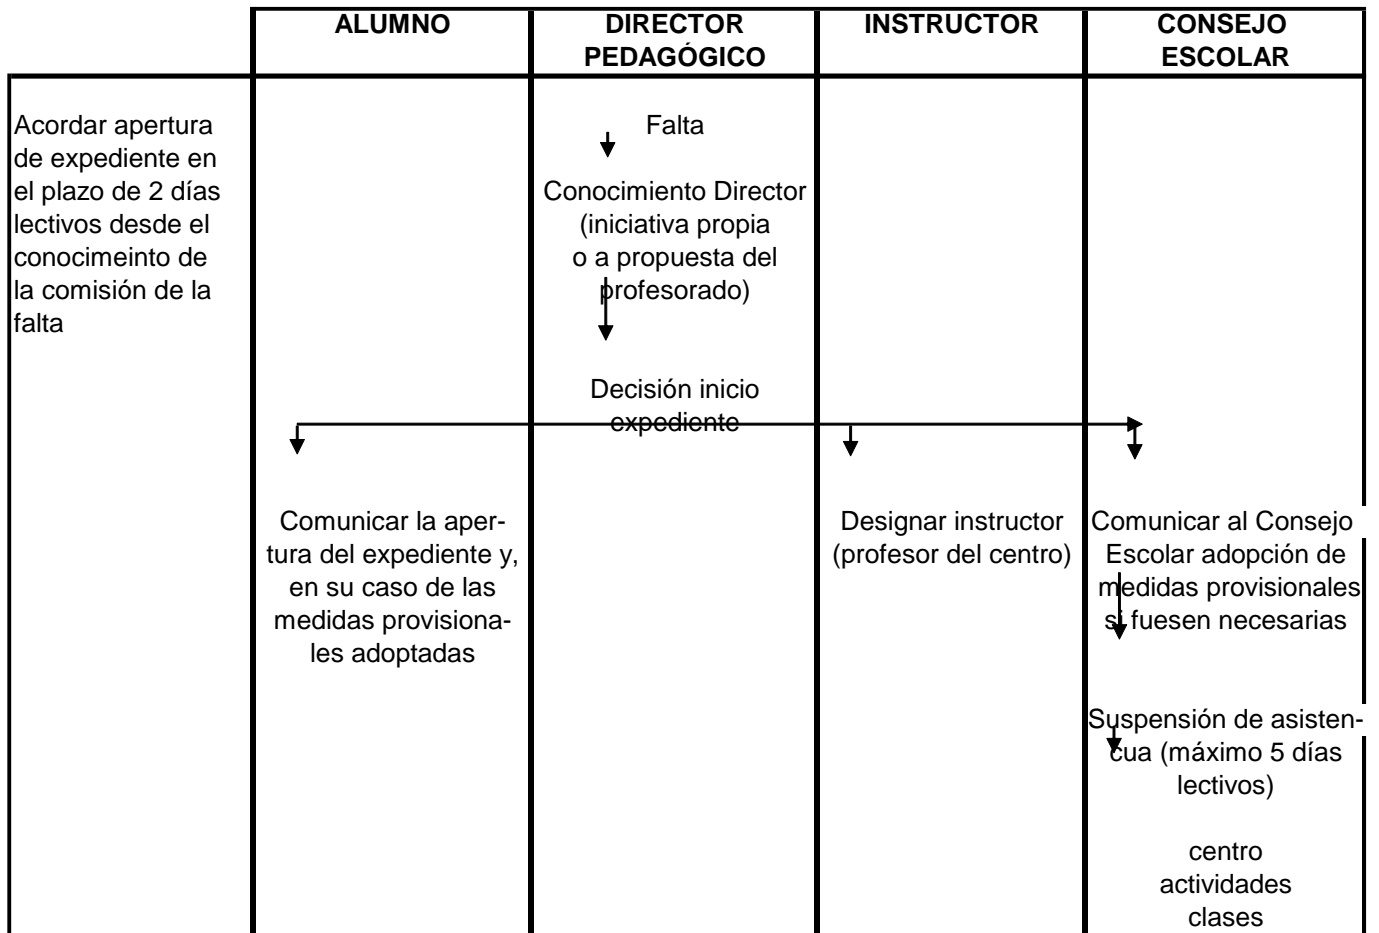 ALUMNO
DIRECTOR
PEDAGÓGICO
INSTRUCTOR
CONSEJO
ESCOLAR
Acordar apertura
de expediente en
el plazo de 2 días
lectivos desde el
conocimeinto de
la comisión de la
falta
Falta
Conocimiento Director
(iniciativa propia
o a propuesta del
profesorado)
Decisión inicio
expediente
Comunicar la aper-
tura del expediente y,
en su caso de las
medidas provisiona-
les adoptadas
Designar instructor
(profesor del centro)
Comunicar al Consejo
Escolar adopción de
medidas provisionales
si fuesen necesarias
Suspensión de asisten-
cua (máximo 5 días
lectivos)
centro
actividades
clases